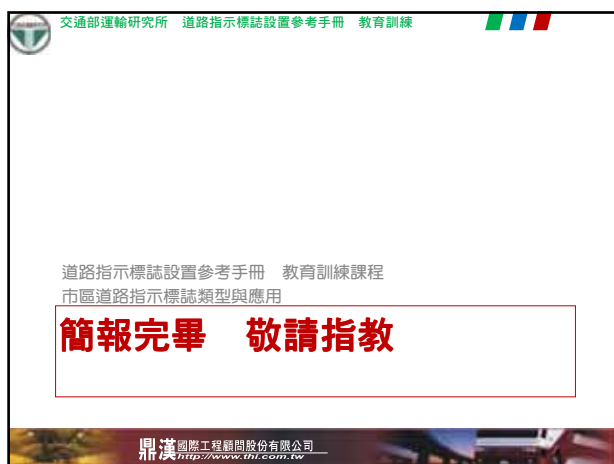 交通部運輸研究所　道路指示標誌設置參考手冊　教育訓練
道路指示標誌設置參考手冊　教育訓練課程
市區道路指示標誌類型與應用
簡報完畢　敬請指教
鼎漢國際工程顧問股份有限公司
http://www.thi.com.tw